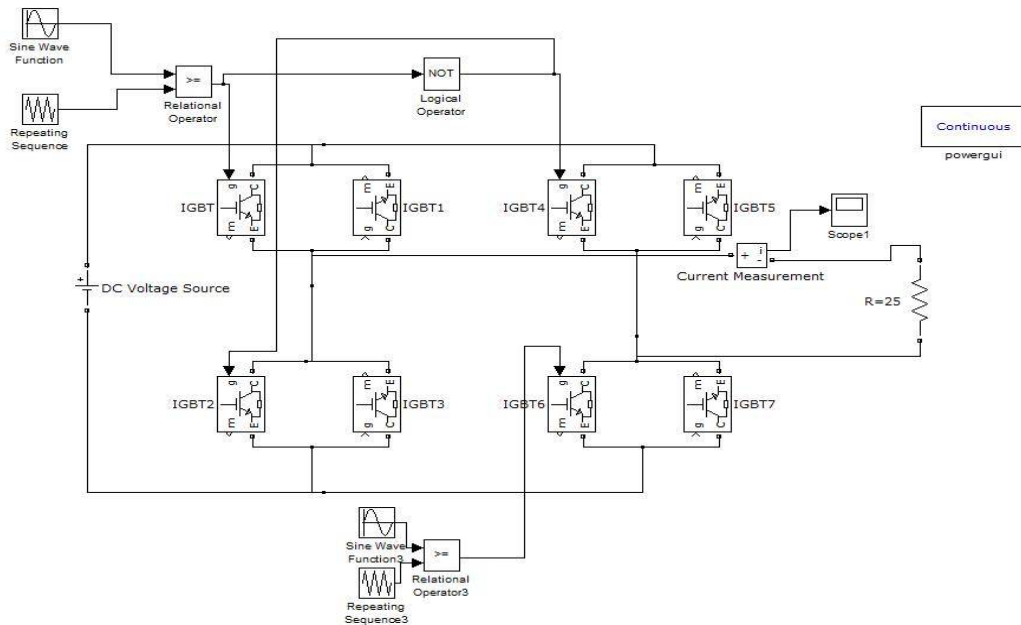 Sine Wave
Function
>=
Relational
Operator
NOT
Logical
Operator
Repeating
Sequence
Continuous
powergui
g C
m E
IGBT
m E
g C
IGBT1
g C
m E
IGBT4
m E
g C
IGBT5
+ i
-
Current Measurement
Scope1
+
DC Voltage Source
R=25
g C
m E
IGBT2
m E
g C
IGBT3
g C
m E
IGBT6
m E
g C
IGBT7
Sine Wave
Function3
>=
Relational
Operator3
Repeating
Sequence3